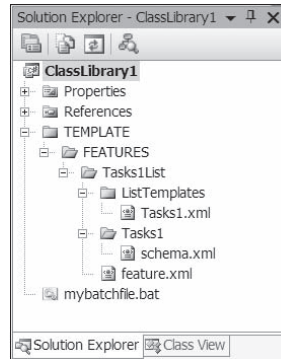 Solution Explorer - ClassLibrary1
ClassLibrary1
Properties
References
TEMPLATE
FEATURES
Tasks1List
ListTemplates
Tasks1.xml
Tasks1
schema.xml
feature.xml
mybatchfile.bat
Solution Explorer Class View